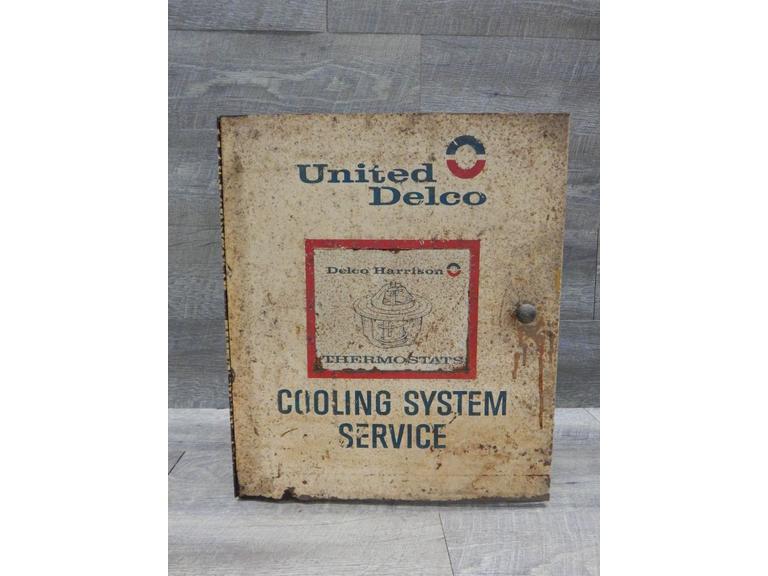 United
Delco
Delco Harrison
THERMOSTATS
COOLING SYSTEM
SERVICE